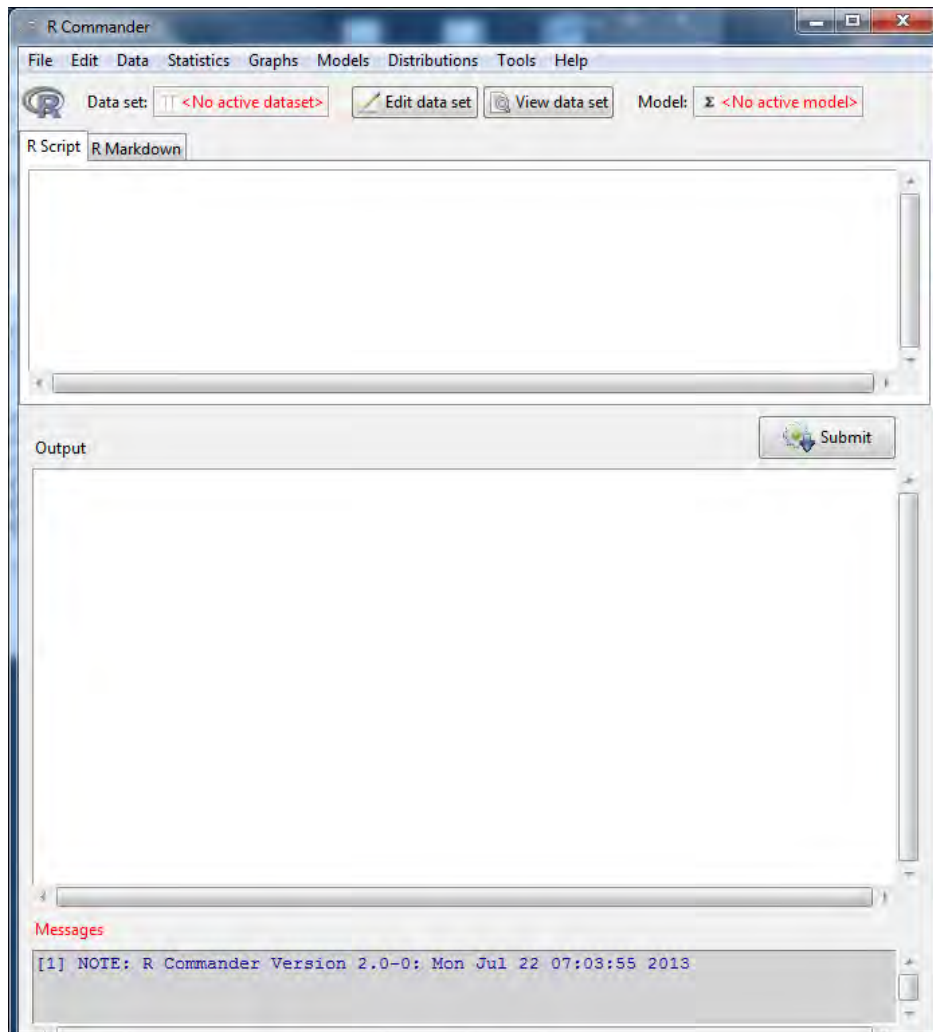 R Commander
File Edit Data Statistics Graphs Models Distributions Tools Help
R Data set: <No active dataset> Edit data set View data set Model: Σ <No active model>
R Script R Markdown
Submit
Output
Messages
[1] NOTE: R Commander Version 2.0-0: Mon Jul 22 07:03:55 2013